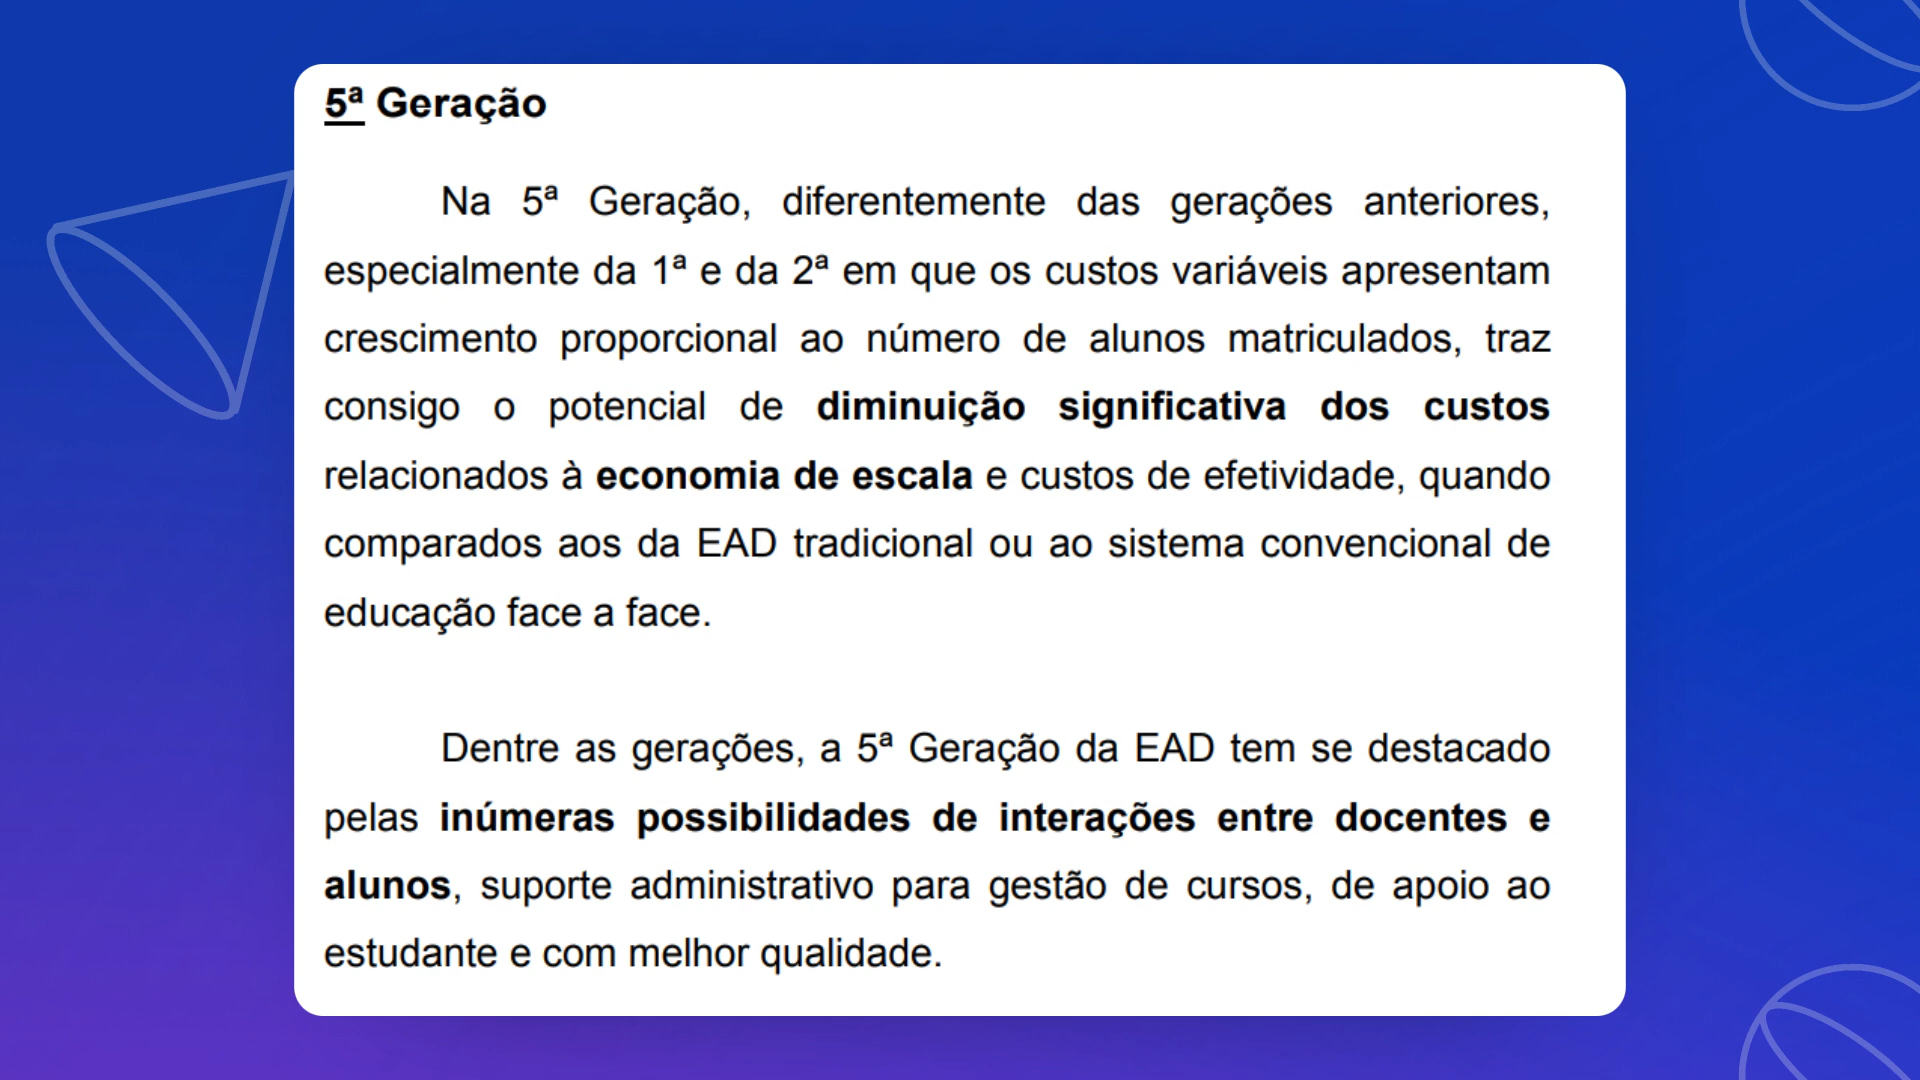 5ª Geração
Na 5ª Geração, diferentemente das gerações anteriores,
especialmente da 1ª e da 2ª em que os custos variáveis apresentam
crescimento proporcional ao número de alunos matriculados, traz
consigo o potencial de diminuição significativa dos custos
relacionados à economia de escala e custos de efetividade, quando
comparados aos da EAD tradicional ou ao sistema convencional de
educação face a face.
Dentre as gerações, a 5ª Geração da EAD tem se destacado
pelas inúmeras possibilidades de interações entre docentes e
alunos, suporte administrativo para gestão de cursos, de apoio ao
estudante e com melhor qualidade.